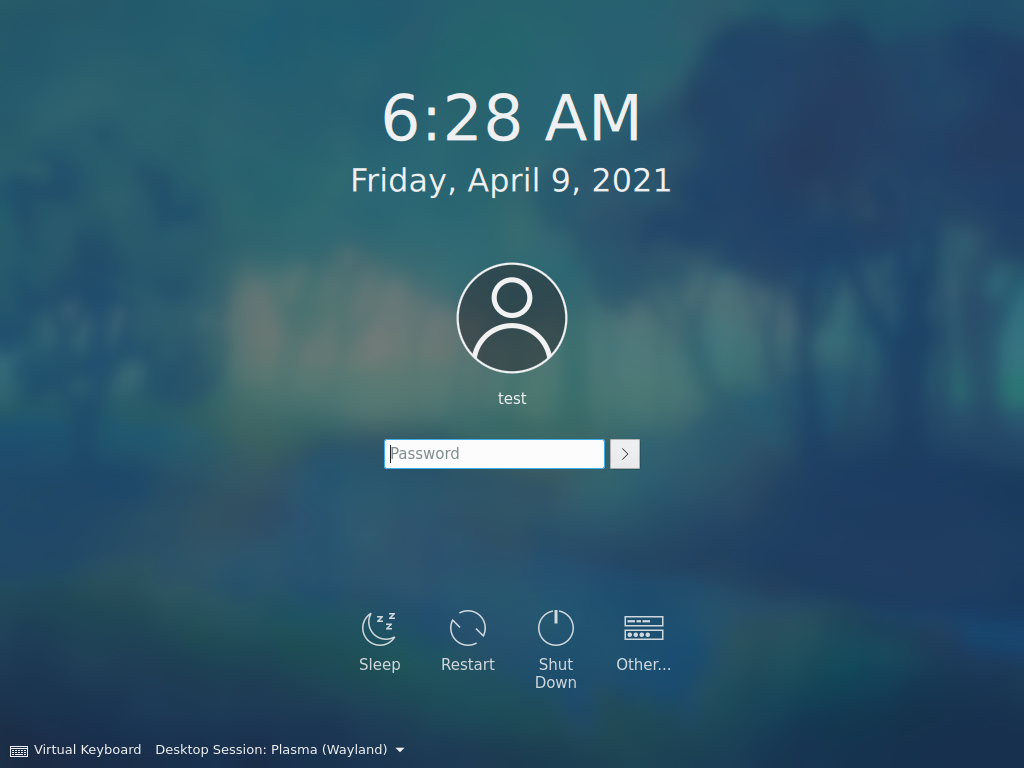 6:28 AM
Friday, April 9, 2021
test
Password
Sleep
Restart
Shut
Down
Other...
Virtual Keyboard
Desktop Session: Plasma (Wayland)